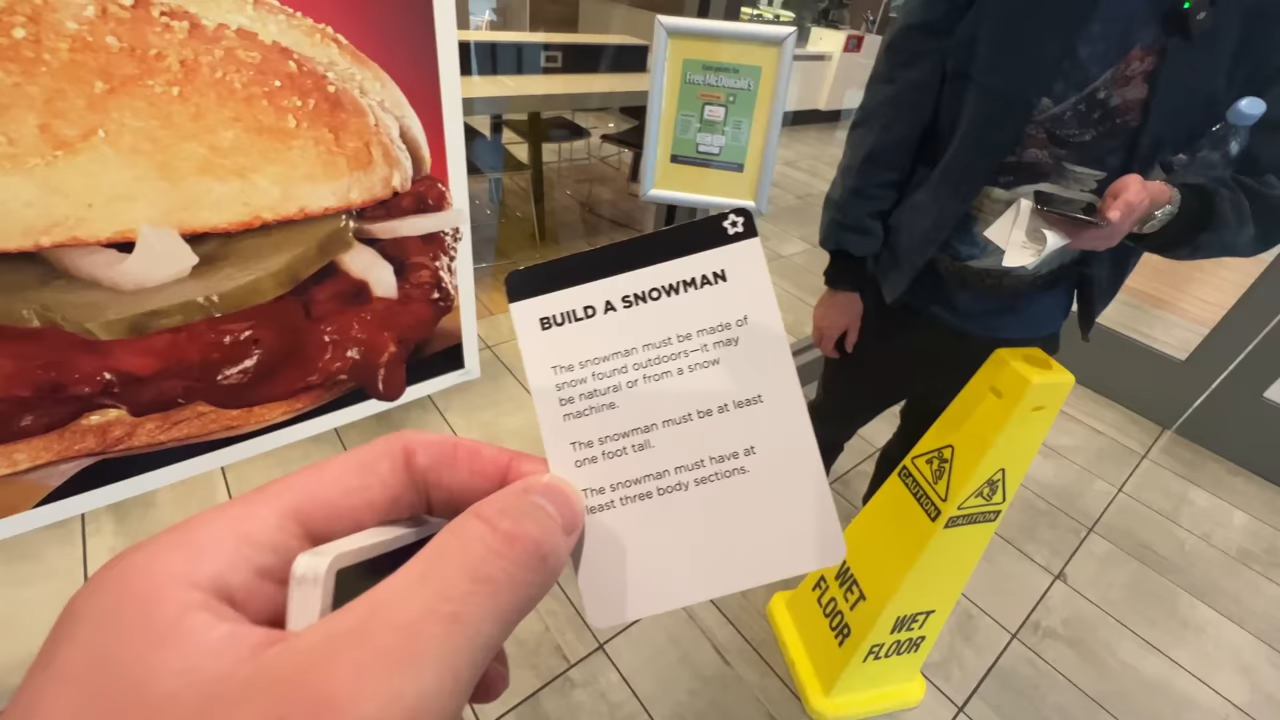 Free McDonald's
BUILD A SNOWMAN
The snowman must be made of
snow found outdoors—it may
be natural or from a snow
machine.
The snowman must be at least
one foot tall.
The snowman must have at
least three body sections.
CAUTION
CAUTION
WET
FLOOR
WET
FLOOR